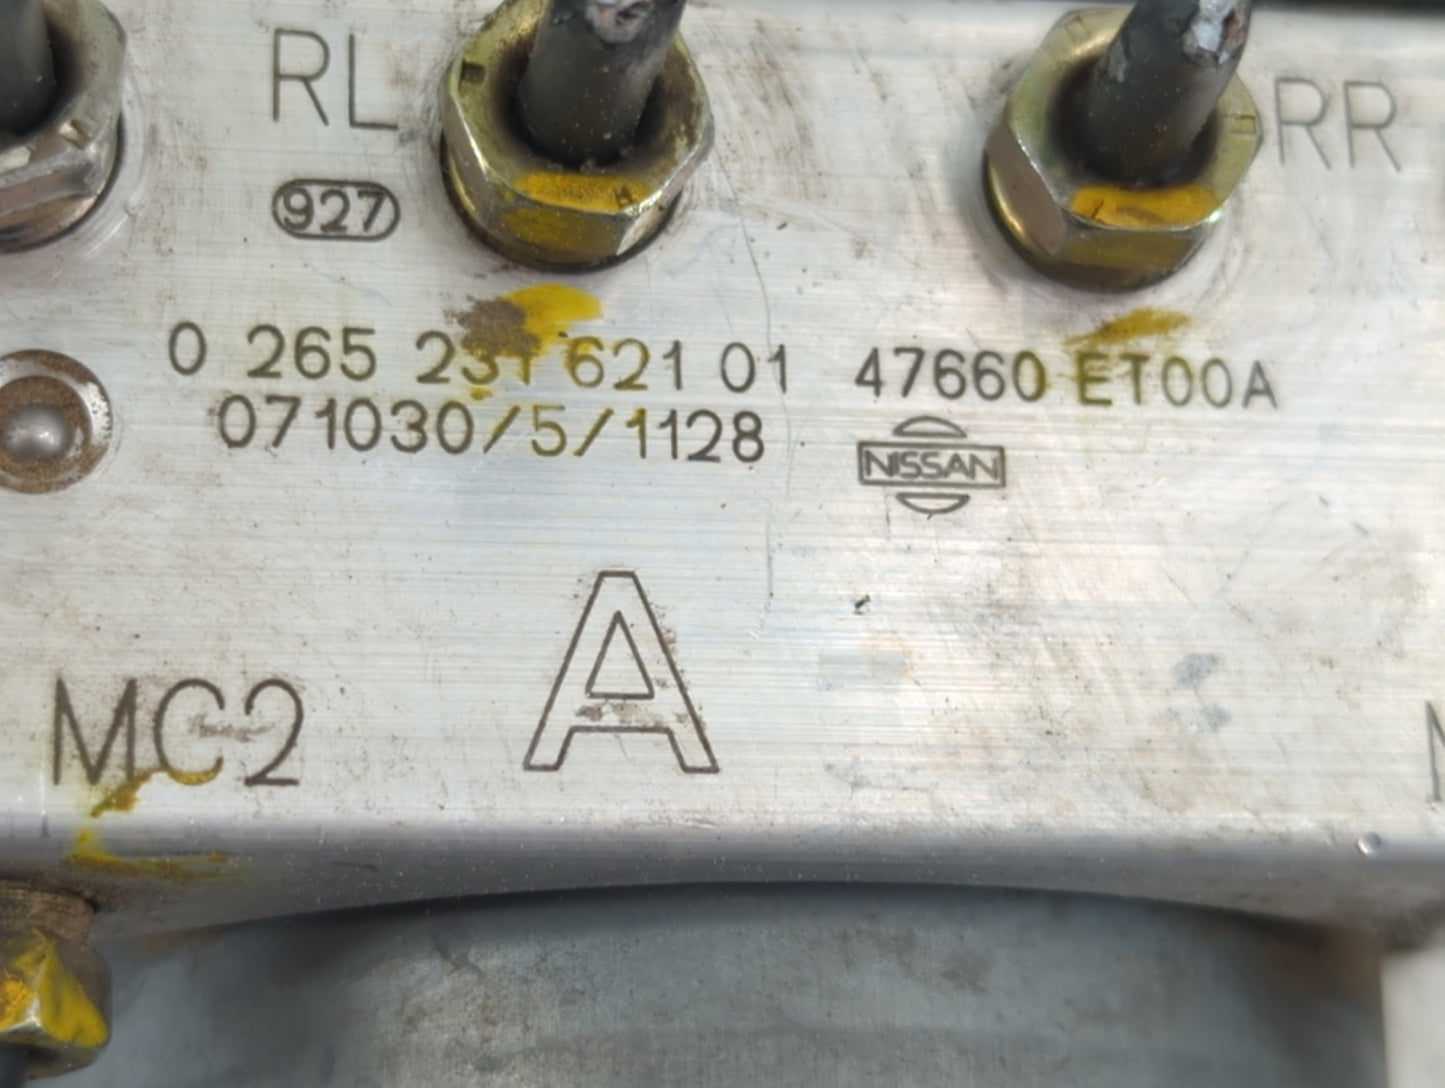 RL
RR
927
0 265 231 621 01 47660 ET00A
071030/5/1128
NISSAN
A
MC2